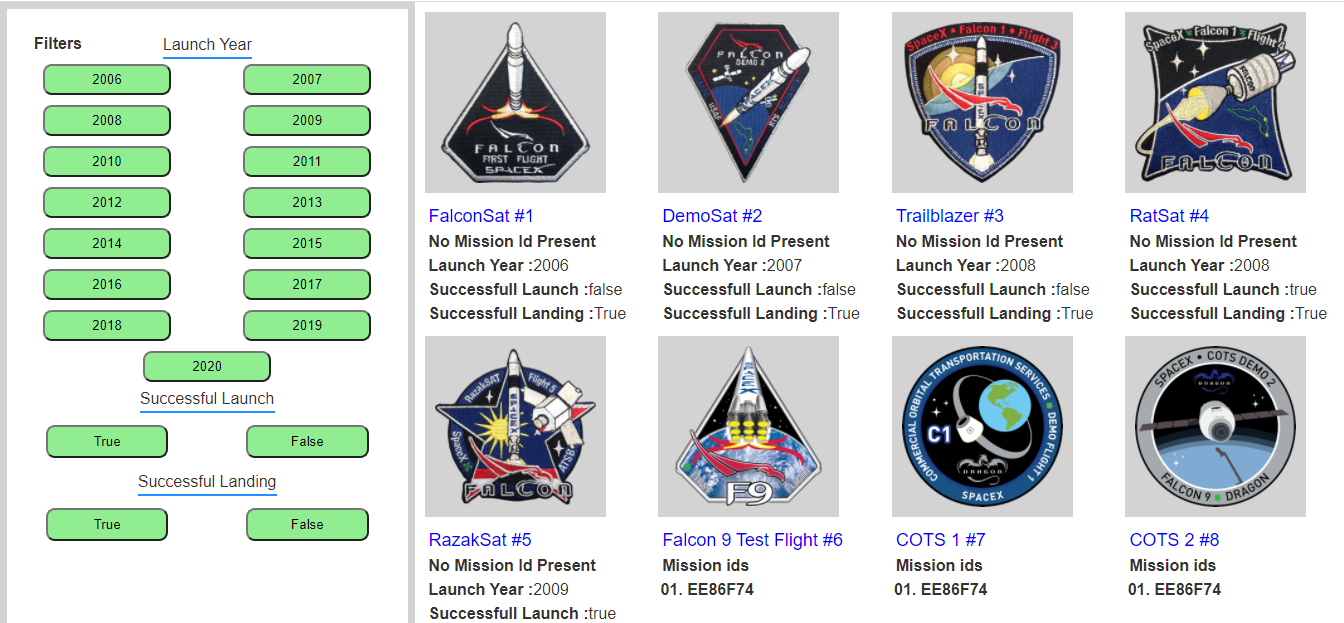 Filters
Launch Year
2006
2007
2008
2009
2010
2011
2012
2013
2014
2015
2016
2017
2018
2019
2020
Successful Launch
True
False
Successful Landing
True
False
FALCON
FIRST FLIGHT
SPACEX
FalconSat #1
No Mission Id Present
Launch Year :2006
Successfull Launch :false
Successfull Landing :True
FALCON
DEMO 2
SPACEX
USAF
RTS
DemoSat #2
No Mission Id Present
Launch Year :2007
Successfull Launch :false
Successfull Landing :True
SpaceX • Falcon 1 • Flight 3
FALCON
Trailblazer #3
No Mission Id Present
Launch Year :2008
Successfull Launch :false
Successfull Landing :True
SpaceX Falcon 1 Flight 4
FALCON
FALCON
RatSat #4
No Mission Id Present
Launch Year :2008
Successfull Launch :true
Successfull Landing :True
RazakSAT Flight 5
SPACEX
SpaceX
ATSB
FALCON
RazakSat #5
No Mission Id Present
Launch Year :2009
Successfull Launch :true
F9
Falcon 9 Test Flight #6
Mission ids
01. EE86F74
COMMERCIAL ORBITAL TRANSPORTATION SERVICES • DEMO FLIGHT 1
C1
DRAGON
SPACEX
COTS 1 #7
Mission ids
01. EE86F74
SPACEX • COTS DEMO 2
DRAGON
FALCON 9 DRAGON
COTS 2 #8
Mission ids
01. EE86F74